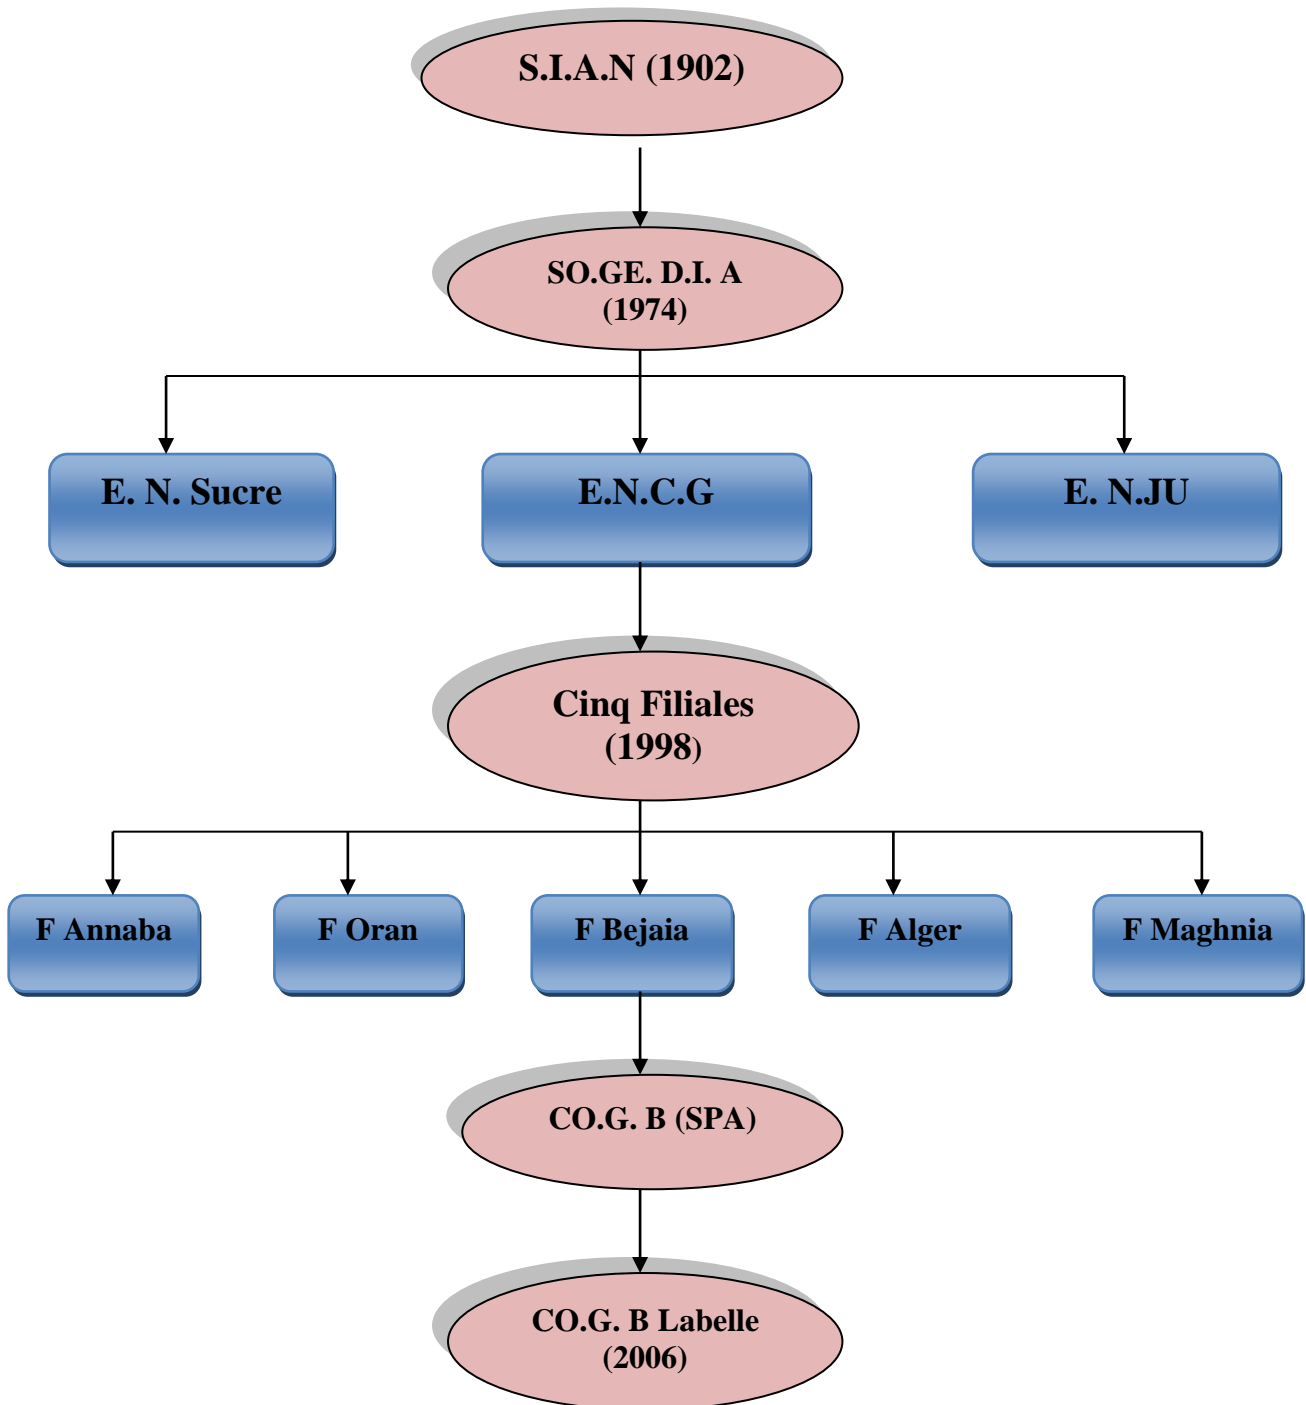 S.I.A.N (1902)
SO.GE. D.I. A
(1974)
E. N. Sucre
E.N.C.G
E. N.JU
Cinq Filiales
(1998)
F Annaba
F Oran
F Bejaia
F Alger
F Maghnia
CO.G. B (SPA)
CO.G. B Labelle
(2006)